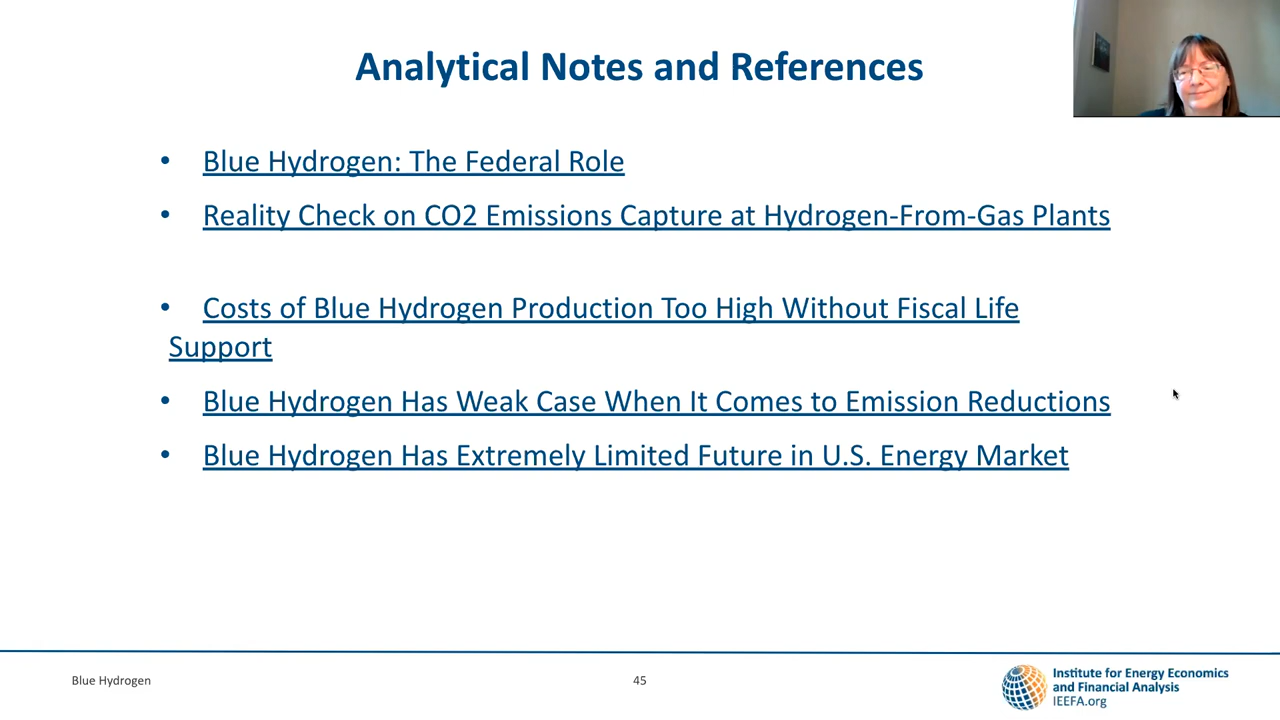 Analytical Notes and References
• Blue Hydrogen: The Federal Role
• Reality Check on CO2 Emissions Capture at Hydrogen-From-Gas Plants
• Costs of Blue Hydrogen Production Too High Without Fiscal Life
Support
• Blue Hydrogen Has Weak Case When It Comes to Emission Reductions
• Blue Hydrogen Has Extremely Limited Future in U.S. Energy Market
Blue Hydrogen
45
Institute for Energy Economics
and Financial Analysis
IEEFA.org